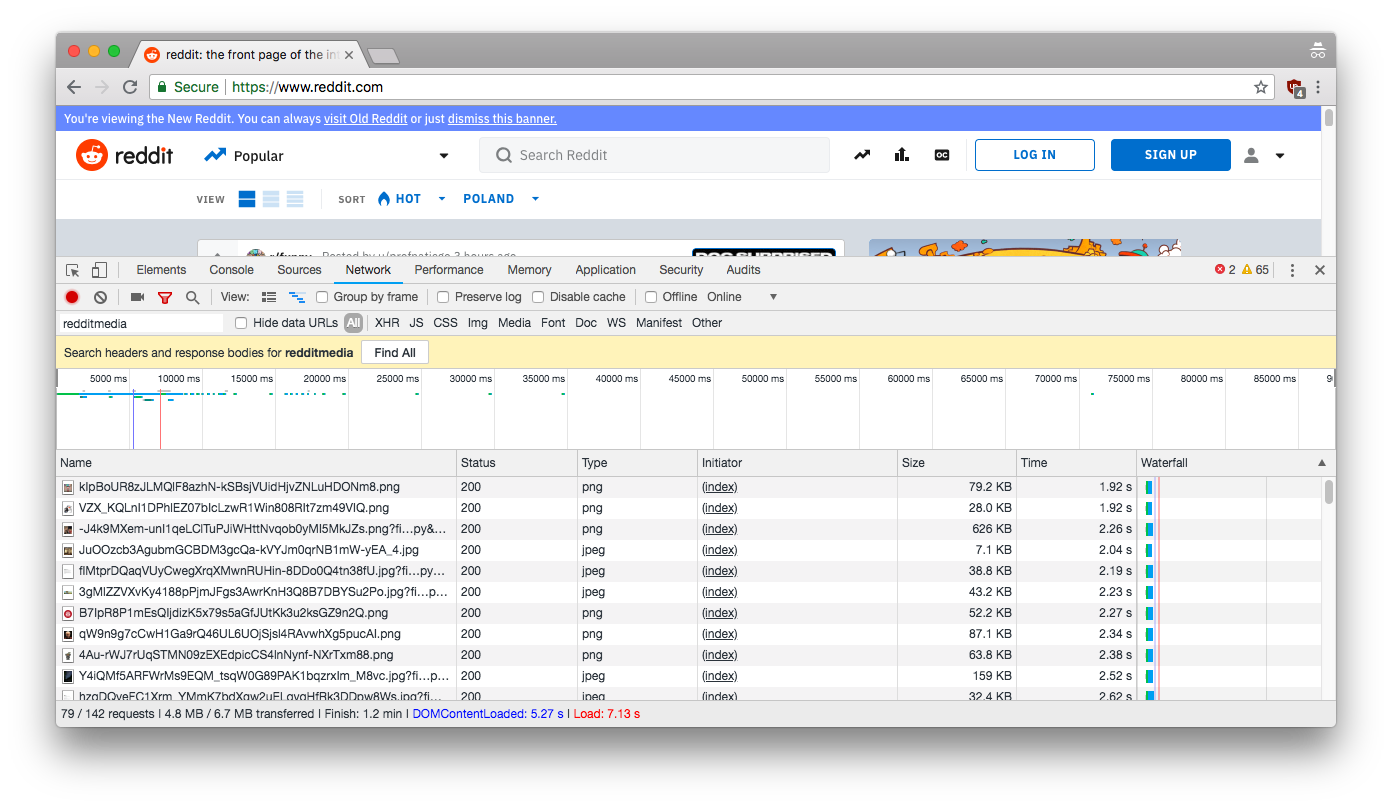 reddit: the front page of the int
Secure https://www.reddit.com
4
You're viewing the New Reddit. You can always visit Old Reddit or just dismiss this banner.
reddit Popular Search Reddit CC LOG IN SIGN UP
VIEW SORT HOT POLAND
Elements Console Sources Network Performance Memory Application Security Audits 2 65
View: Group by frame Preserve log Disable cache Offline Online
redditmedia Hide data URLs All XHR JS CSS Img Media Font Doc WS Manifest Other
Search headers and response bodies for redditmedia Find All
5000 ms 10000 ms 15000 ms 20000 ms 25000 ms 30000 ms 35000 ms 40000 ms 45000 ms 50000 ms 55000 ms 60000 ms 65000 ms 70000 ms 75000 ms 80000 ms 85000 ms 9
Name Status Type Initiator Size Time Waterfall
klpBoUR8zJLMQlF8azhN-kSBsjVUidHjvZNLuHDONm8.png 200 png (index) 79.2 KB 1.92 s
VZX_KQLnI1DPhlEZ07bIcLzwR1Win808RIt7zm49VIQ.png 200 png (index) 28.0 KB 1.92 s
-J4k9MXem-unI1qeLClTuPJiWHttNvqob0yMI5MkJZs.png?fi…py&… 200 png (index) 626 KB 2.26 s
JuOOzcb3AgubmGCBDM3gcQa-kVYJm0qrNB1mW-yEA_4.jpg 200 jpeg (index) 7.1 KB 2.04 s
flMtprDQaqVUyCwegXrqXMwnRUHin-8DDo0Q4tn38fU.jpg?fi…py… 200 jpeg (index) 38.8 KB 2.19 s
3gMlZZVXvKy4188pPjmJFgs3AwrKnH3Q8B7DBYSu2Po.jpg?fi…p… 200 jpeg (index) 43.2 KB 2.23 s
B7IpR8P1mEsQIjdizK5x79s5aGfJUtKk3u2ksGZ9n2Q.png 200 png (index) 52.2 KB 2.27 s
qW9n9g7cCwH1Ga9rQ46UL6UOjSjsl4RAvwhXg5pucAI.png 200 png (index) 87.1 KB 2.34 s
4Au-rWJ7rUqSTMN09zEXEdpicCS4lnNynf-NXrTxm88.png 200 png (index) 63.8 KB 2.38 s
Y4iQMf5ARFWrMs9EQM_tsqW0G89PAK1bqzrxIm_M8vc.jpg?fi…p… 200 jpeg (index) 159 KB 2.52 s
200 jpeg (index) 32.4 KB 2.62 s
79 / 142 requests | 4.8 MB / 6.7 MB transferred | Finish: 1.2 min | DOMContentLoaded: 5.27 s | Load: 7.13 s